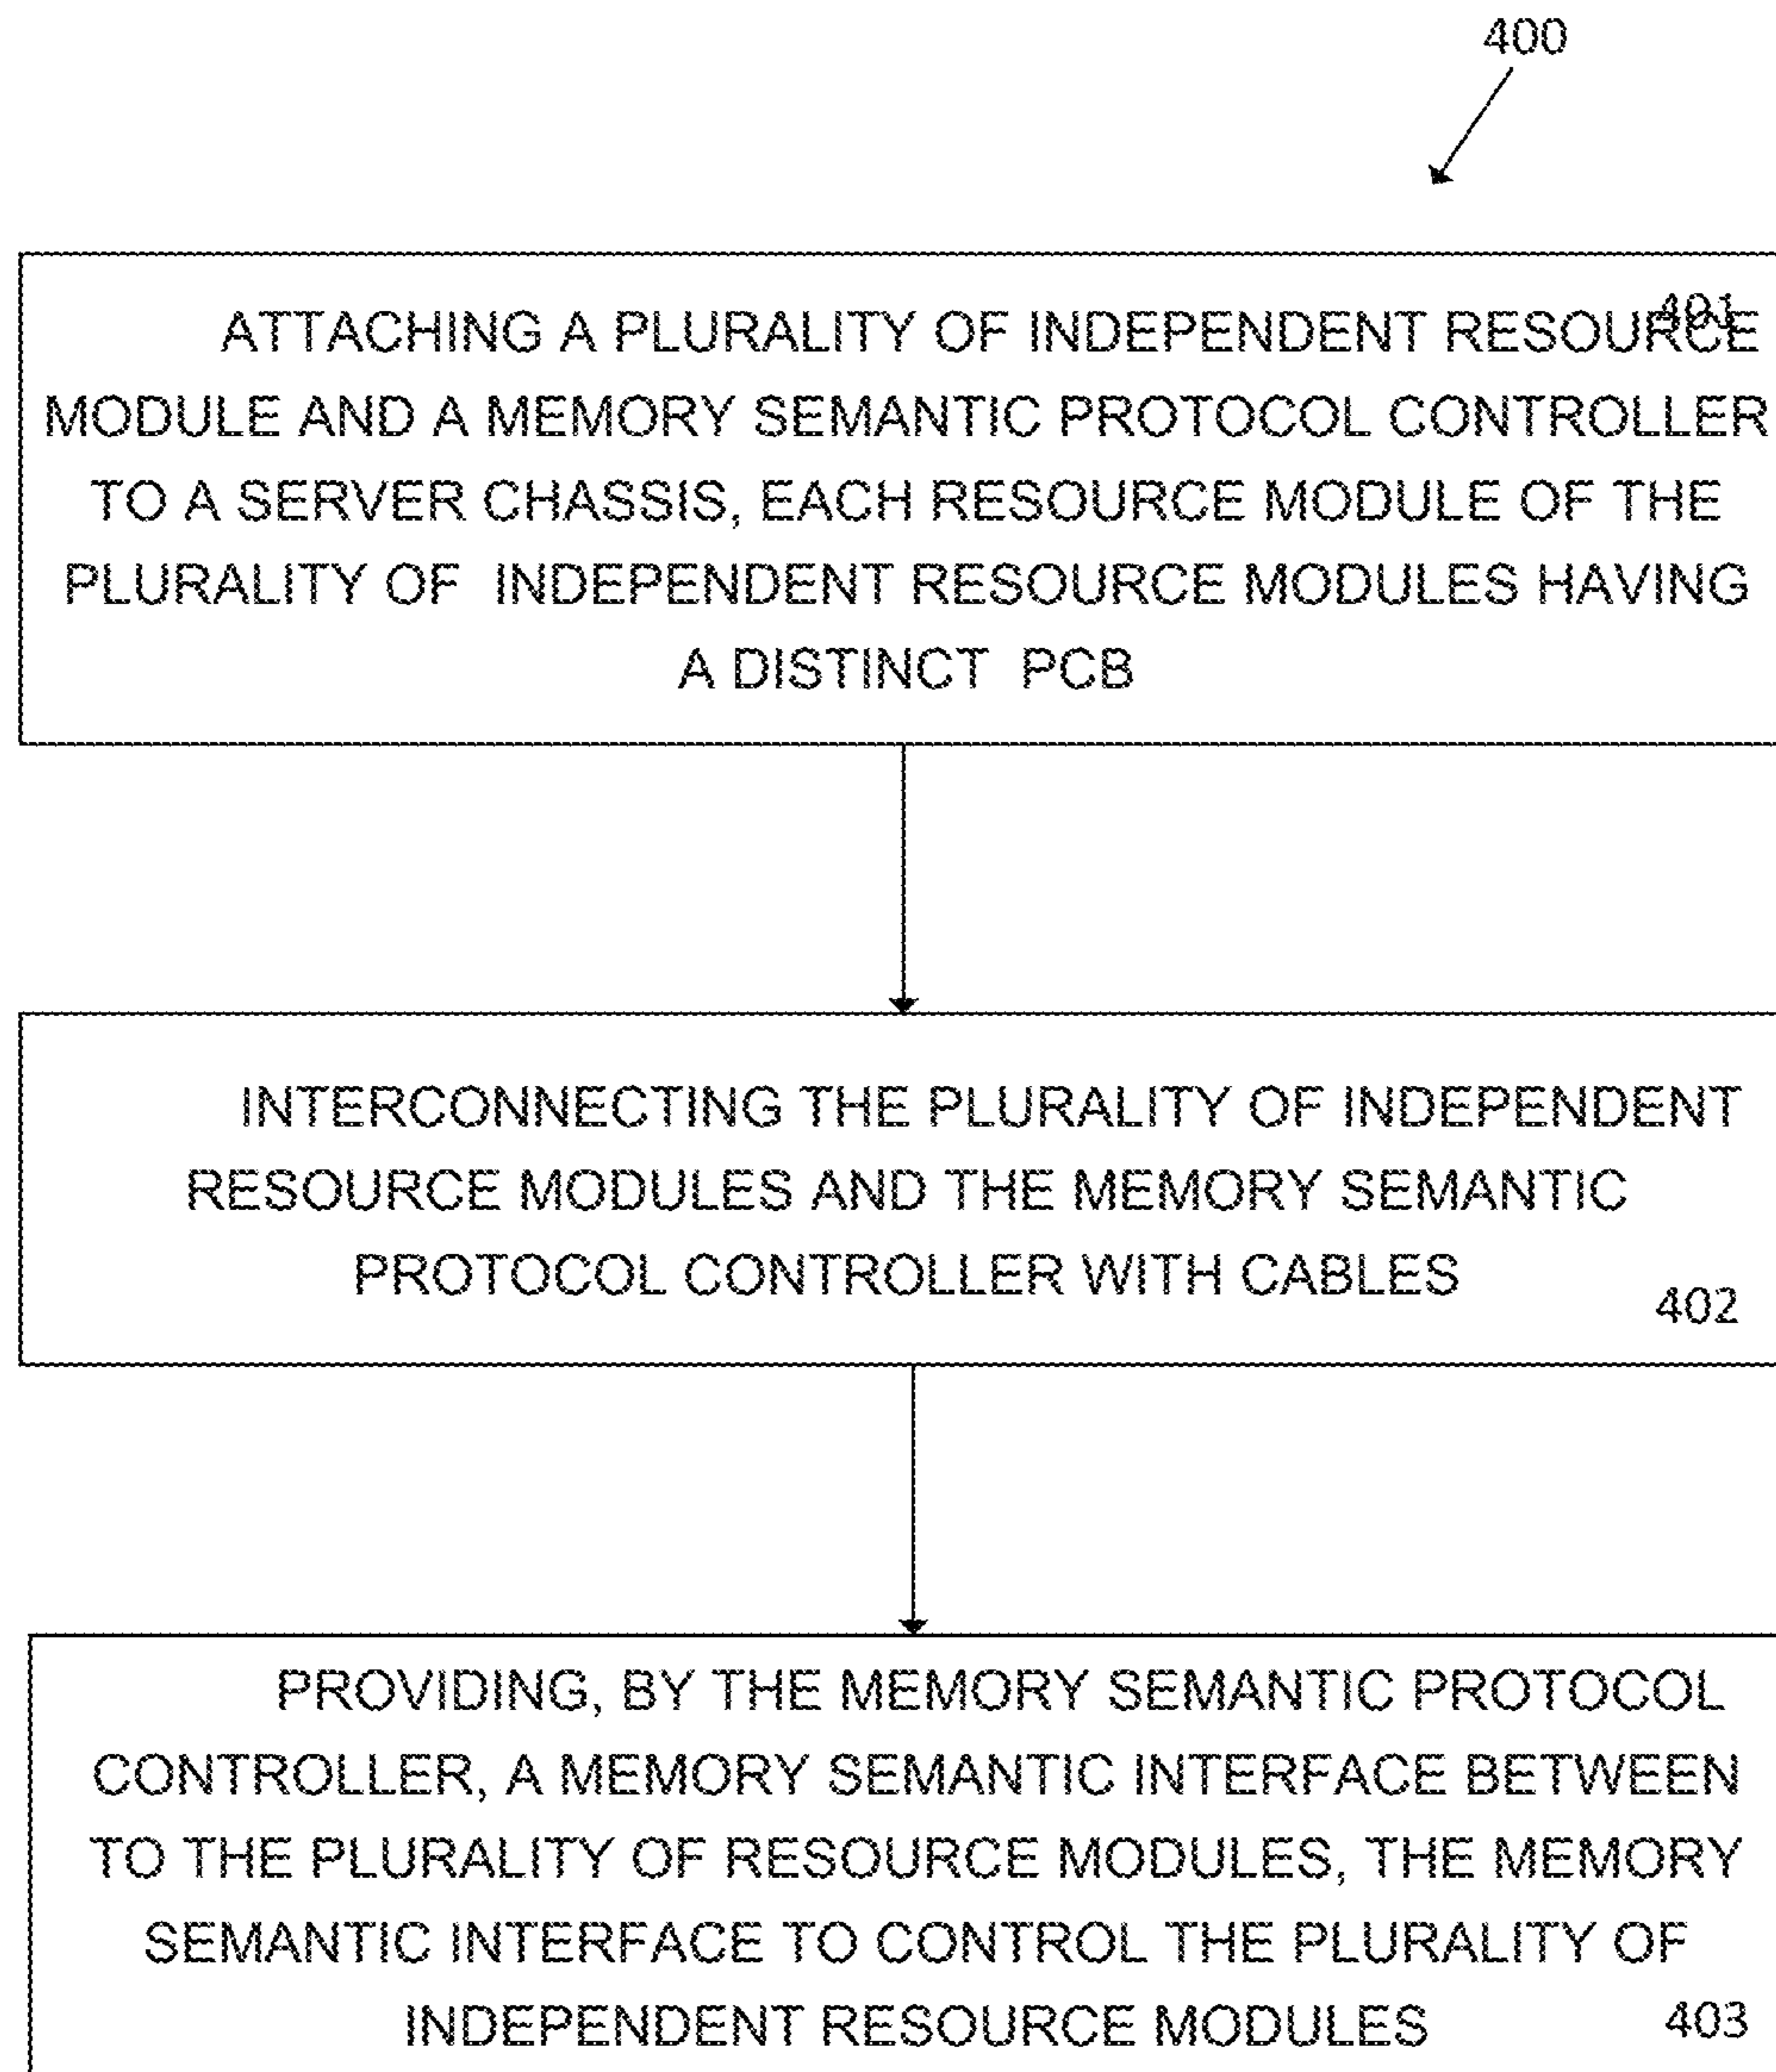 400
401
ATTACHING A PLURALITY OF INDEPENDENT RESOURCE
MODULE AND A MEMORY SEMANTIC PROTOCOL CONTROLLER
TO A SERVER CHASSIS, EACH RESOURCE MODULE OF THE
PLURALITY OF INDEPENDENT RESOURCE MODULES HAVING
A DISTINCT PCB
INTERCONNECTING THE PLURALITY OF INDEPENDENT
RESOURCE MODULES AND THE MEMORY SEMANTIC
PROTOCOL CONTROLLER WITH CABLES
402
PROVIDING, BY THE MEMORY SEMANTIC PROTOCOL
CONTROLLER, A MEMORY SEMANTIC INTERFACE BETWEEN
TO THE PLURALITY OF RESOURCE MODULES, THE MEMORY
SEMANTIC INTERFACE TO CONTROL THE PLURALITY OF
INDEPENDENT RESOURCE MODULES
403